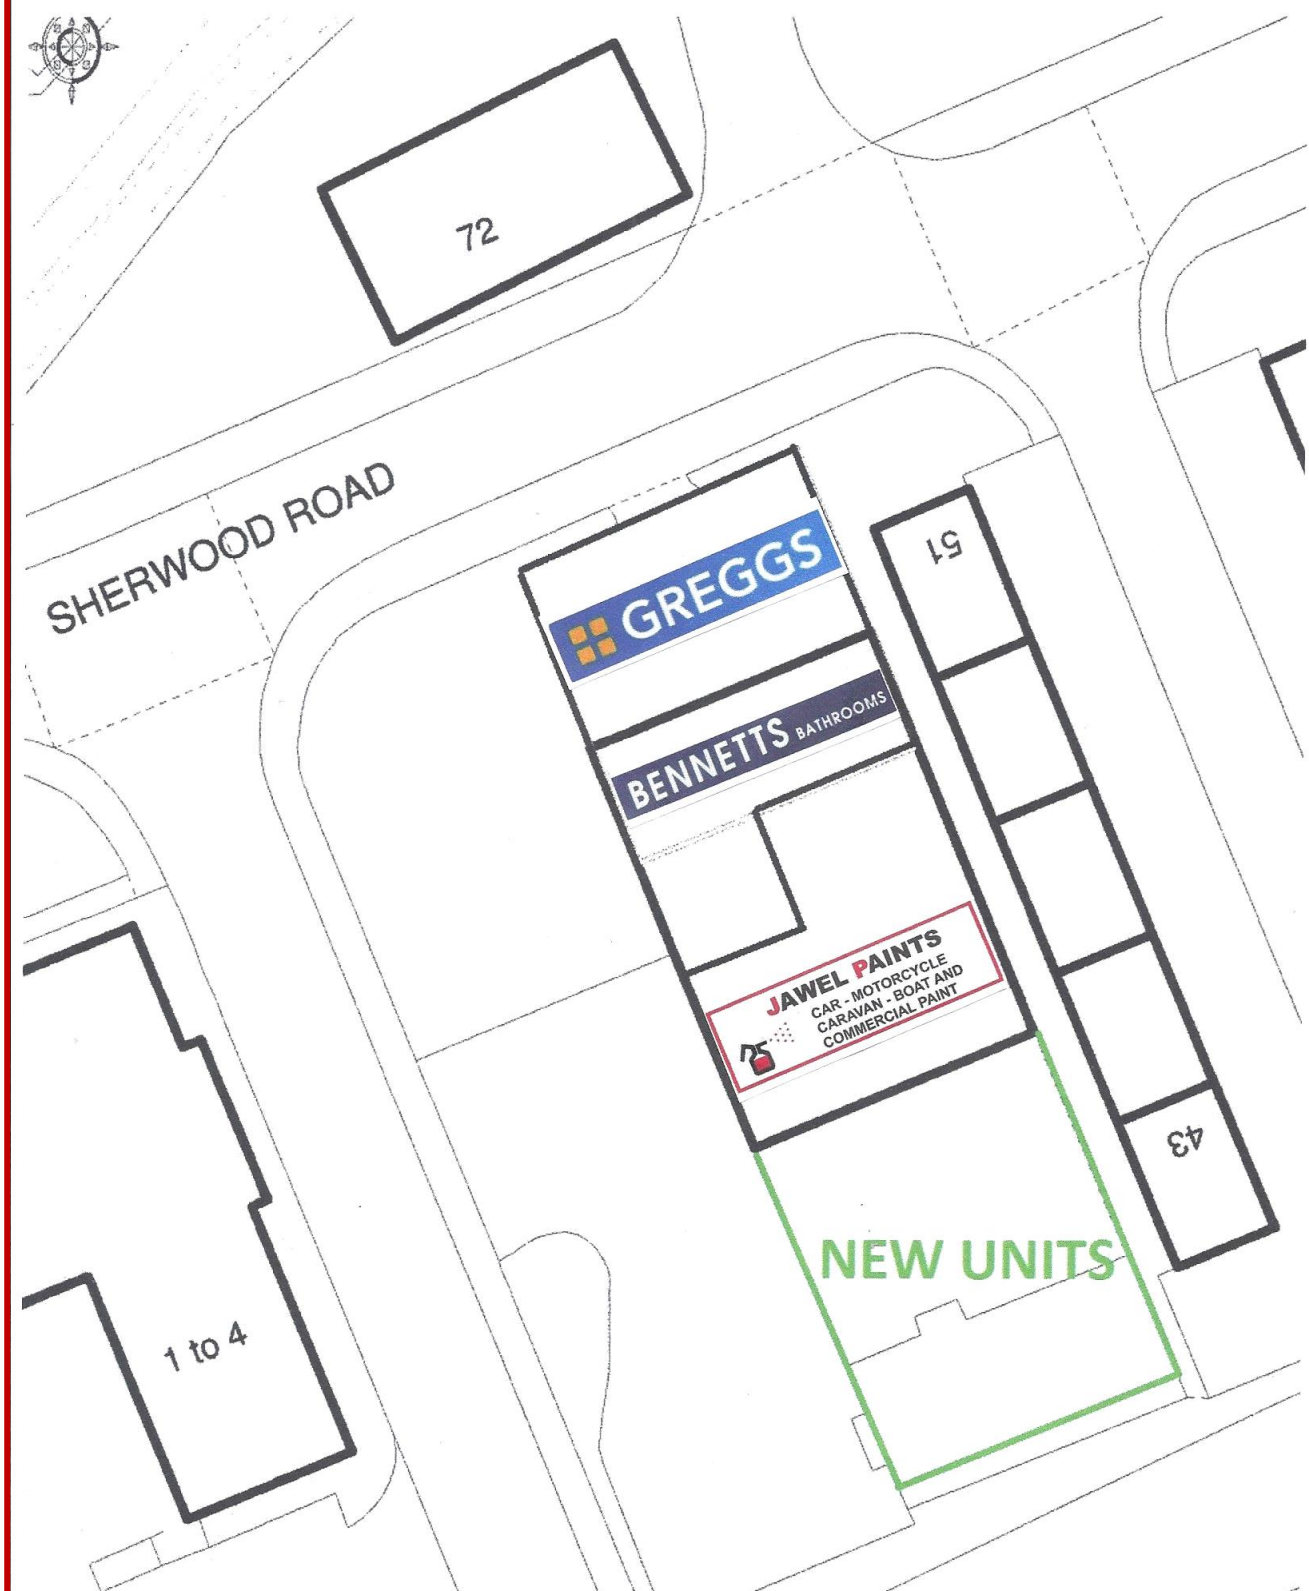 72
SHERWOOD ROAD
GREGGS
51
BENNETTS BATHROOMS
JAWEL PAINTS
CAR - MOTORCYCLE
CARAVAN - BOAT AND
COMMERCIAL PAINT
43
NEW UNITS
1 to 4